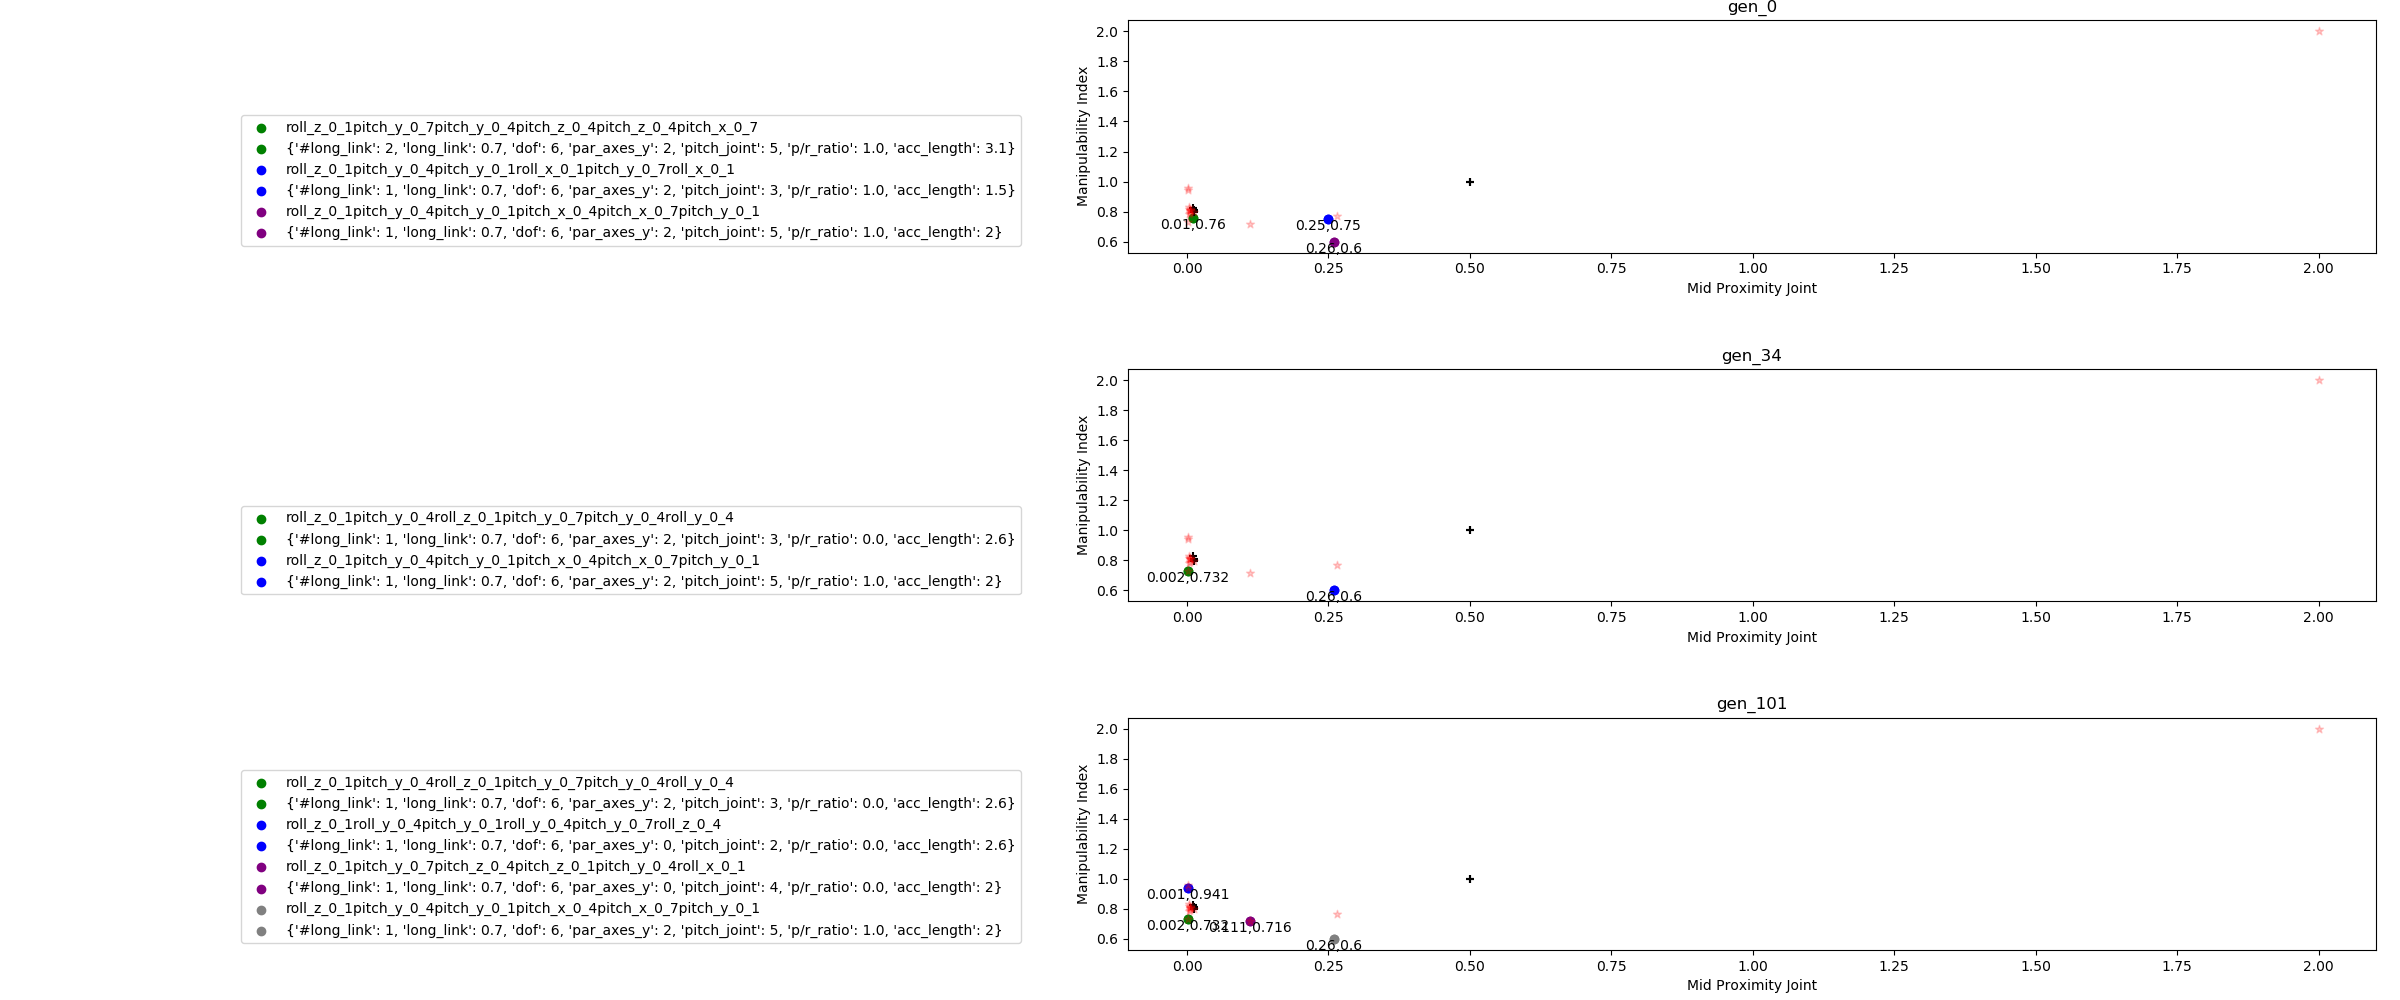 gen_0
roll_z_0_1pitch_y_0_7pitch_y_0_4pitch_z_0_4pitch_z_0_4pitch_x_0_7
{'#long_link': 2, 'long_link': 0.7, 'dof': 6, 'par_axes_y': 2, 'pitch_joint': 5, 'p/r_ratio': 1.0, 'acc_length': 3.1}
roll_z_0_1pitch_y_0_4pitch_y_0_1roll_x_0_1pitch_y_0_7roll_x_0_1
{'#long_link': 1, 'long_link': 0.7, 'dof': 6, 'par_axes_y': 2, 'pitch_joint': 3, 'p/r_ratio': 1.0, 'acc_length': 1.5}
roll_z_0_1pitch_y_0_4pitch_y_0_1pitch_x_0_4pitch_x_0_7pitch_y_0_1
{'#long_link': 1, 'long_link': 0.7, 'dof': 6, 'par_axes_y': 2, 'pitch_joint': 5, 'p/r_ratio': 1.0, 'acc_length': 2}
Manipulability Index
2.0
1.8
1.6
1.4
1.2
1.0
0.8
0.6
0.01,0.76
0.25,0.75
0.26,0.6
0.00 0.25 0.50 0.75 1.00 1.25 1.50 1.75 2.00
Mid Proximity Joint
gen_34
roll_z_0_1pitch_y_0_4roll_z_0_1pitch_y_0_7pitch_y_0_4roll_y_0_4
{'#long_link': 1, 'long_link': 0.7, 'dof': 6, 'par_axes_y': 2, 'pitch_joint': 3, 'p/r_ratio': 0.0, 'acc_length': 2.6}
roll_z_0_1pitch_y_0_4pitch_y_0_1pitch_x_0_4pitch_x_0_7pitch_y_0_1
{'#long_link': 1, 'long_link': 0.7, 'dof': 6, 'par_axes_y': 2, 'pitch_joint': 5, 'p/r_ratio': 1.0, 'acc_length': 2}
Manipulability Index
2.0
1.8
1.6
1.4
1.2
1.0
0.8
0.6
0.002,0.732
0.26,0.6
0.00 0.25 0.50 0.75 1.00 1.25 1.50 1.75 2.00
Mid Proximity Joint
gen_101
roll_z_0_1pitch_y_0_4roll_z_0_1pitch_y_0_7pitch_y_0_4roll_y_0_4
{'#long_link': 1, 'long_link': 0.7, 'dof': 6, 'par_axes_y': 2, 'pitch_joint': 3, 'p/r_ratio': 0.0, 'acc_length': 2.6}
roll_z_0_1roll_y_0_4pitch_y_0_1roll_y_0_4pitch_y_0_7roll_z_0_4
{'#long_link': 1, 'long_link': 0.7, 'dof': 6, 'par_axes_y': 0, 'pitch_joint': 2, 'p/r_ratio': 0.0, 'acc_length': 2.6}
roll_z_0_1pitch_y_0_7pitch_z_0_4pitch_z_0_1pitch_y_0_4roll_x_0_1
{'#long_link': 1, 'long_link': 0.7, 'dof': 6, 'par_axes_y': 0, 'pitch_joint': 4, 'p/r_ratio': 0.0, 'acc_length': 2}
roll_z_0_1pitch_y_0_4pitch_y_0_1pitch_x_0_4pitch_x_0_7pitch_y_0_1
{'#long_link': 1, 'long_link': 0.7, 'dof': 6, 'par_axes_y': 2, 'pitch_joint': 5, 'p/r_ratio': 1.0, 'acc_length': 2}
Manipulability Index
2.0
1.8
1.6
1.4
1.2
1.0
0.8
0.6
0.001,0.941
0.002,0.732
0.111,0.716
0.26,0.6
0.00 0.25 0.50 0.75 1.00 1.25 1.50 1.75 2.00
Mid Proximity Joint